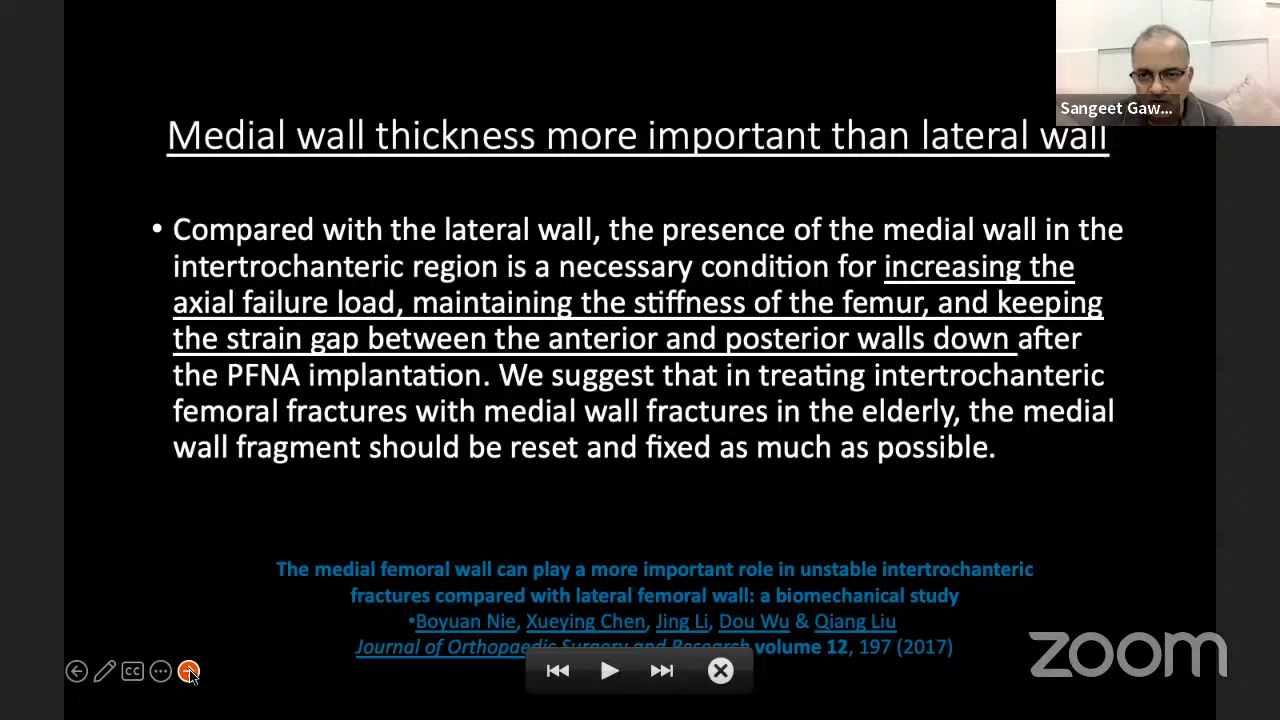 Sangeet Gaw...
Medial wall thickness more important than lateral wall
• Compared with the lateral wall, the presence of the medial wall in the
intertrochanteric region is a necessary condition for increasing the
axial failure load, maintaining the stiffness of the femur, and keeping
the strain gap between the anterior and posterior walls down after
the PFNA implantation. We suggest that in treating intertrochanteric
femoral fractures with medial wall fractures in the elderly, the medial
wall fragment should be reset and fixed as much as possible.
The medial femoral wall can play a more important role in unstable intertrochanteric
fractures compared with lateral femoral wall: a biomechanical study
•Boyuan Nie, Xueying Chen, Jing Li, Dou Wu & Qiang Liu
Journal of Orthopaedic Surgery and Research volume 12, 197 (2017)
CC
zoom